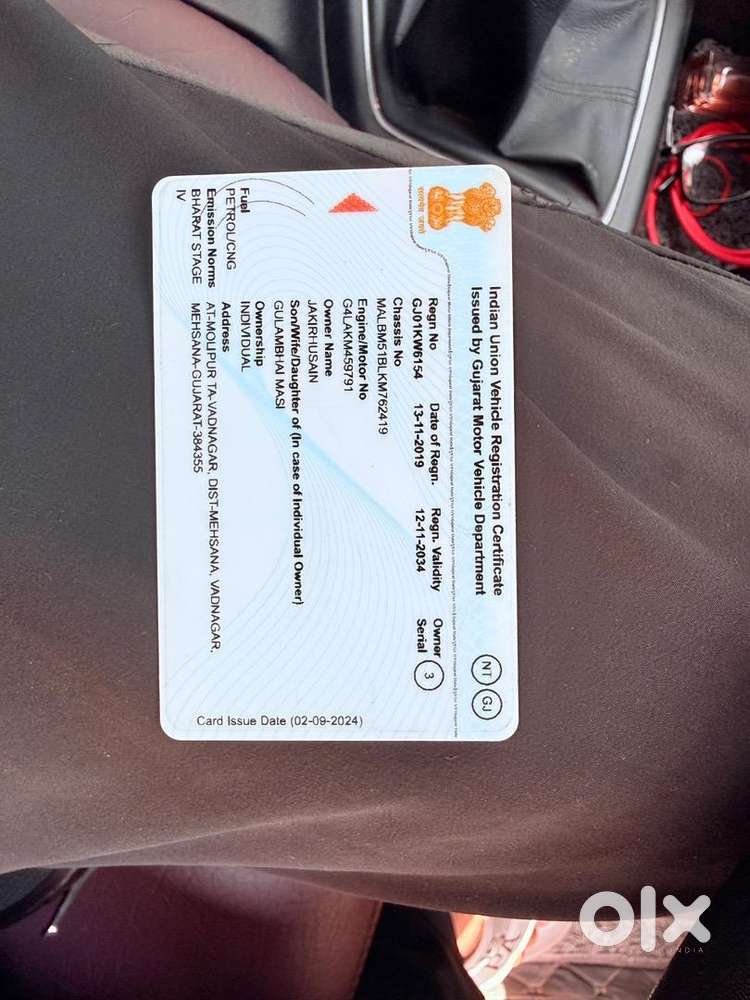 Indian Union Vehicle Registration Certificate
Issued by Gujarat Motor Vehicle Department
सत्यमेव जयते
NT GJ
Regn No Date of Regn. Regn. Validity Owner
GJ01KW6154 13-11-2019 12-11-2034 Serial 3
Chassis No
MALBM51BLKM762419
Engine/Motor No
G4LAKM459791
Owner Name
JAKIRHUSAIN
Son/Wife/Daughter of (In case of Individual Owner)
GULAMBHAI MASI
Ownership
INDIVIDUAL
Fuel
PETROL/CNG
Emission Norms
BHARAT STAGE
IV
Address
AT-MOLIPUR TA-VADNAGAR, DIST-MEHSANA, VADNAGAR,
MEHSANA-GUJARAT-384355
Card Issue Date (02-09-2024)
olx
INDIA